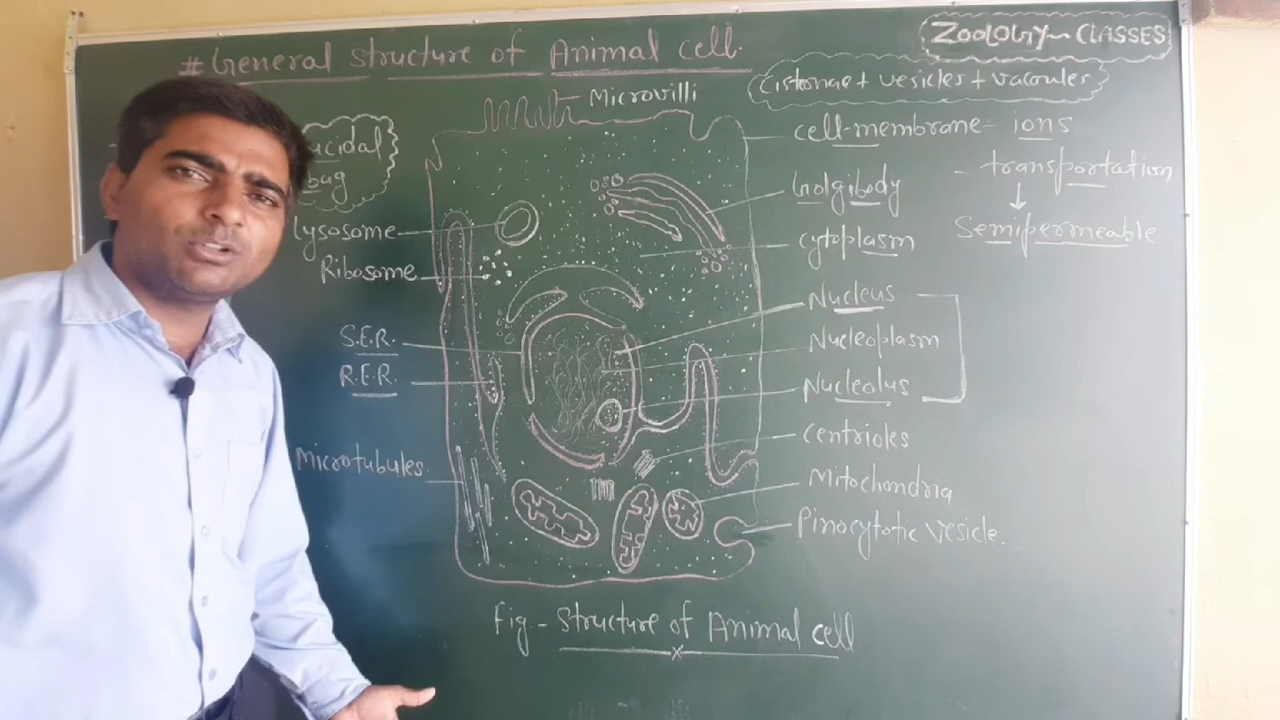 # General structure of Animal cell.
ZOOLOGY CLASSES
cisternae + vesicles + vacoules
Microvilli
cell-membrane - ions
- transportation
↓
Semipermeable
bag
Golgibody
Lysosome
cytoplasm
Ribosome
Nucleus
S.E.R.
Nucleoplasm
R.E.R.
Nucleolus
centrioles
Microtubules
Mitochondria
Pinocytotic vesicle.
Fig. - Structure of Animal cell
x